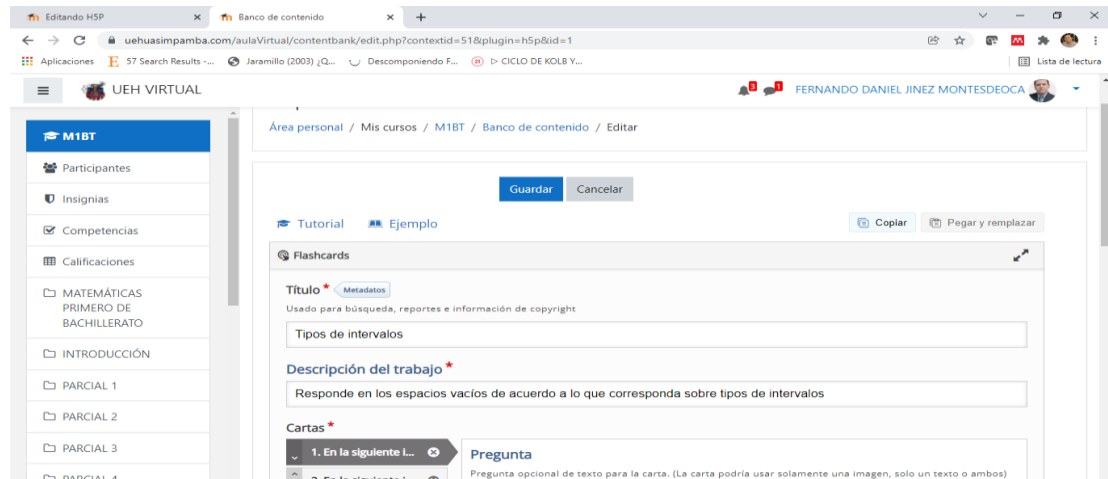 Editando H5P
Banco de contenido
uehuasimpamba.com/aulaVirtual/contentbank/edit.php?contextid=51&plugin=h5p&id=1
Aplicaciones
57 Search Results -...
Jaramillo (2003) ¿Q...
Descomponiendo F...
CICLO DE KOLB Y...
Lista de lectura
UEH VIRTUAL
3
1
FERNANDO DANIEL JINEZ MONTESDEOCA
M1BT
Participantes
Insignias
Competencias
Calificaciones
MATEMÁTICAS
PRIMERO DE
BACHILLERATO
INTRODUCCIÓN
PARCIAL 1
PARCIAL 2
PARCIAL 3
Área personal / Mis cursos / M1BT / Banco de contenido / Editar
Guardar
Cancelar
Tutorial
Ejemplo
Copiar
Pegar y remplazar
Flashcards
Título *
Metadatos
Usado para búsqueda, reportes e información de copyright
Tipos de intervalos
Descripción del trabajo *
Responde en los espacios vacíos de acuerdo a lo que corresponda sobre tipos de intervalos
Cartas *
1. En la siguiente i...
Pregunta
Pregunta opcional de texto para la carta. (La carta podría usar solamente una imagen, solo un texto o ambos)